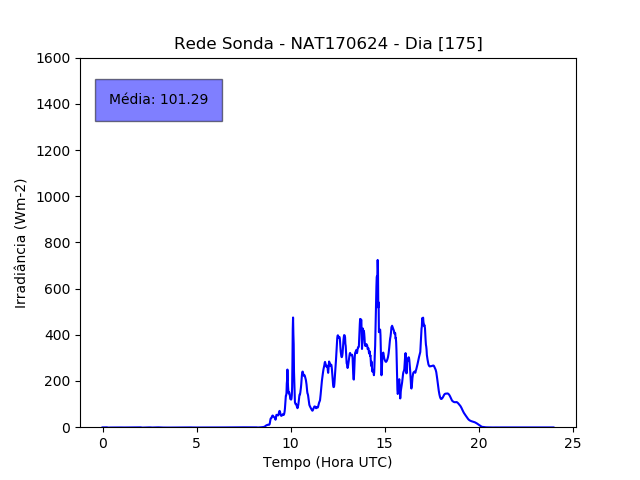 Rede Sonda - NAT170624 - Dia [175]
1600
1400
1200
1000
800
600
400
200
0
Irradiância (Wm-2)
Média: 101.29
0 5 10 15 20 25
Tempo (Hora UTC)